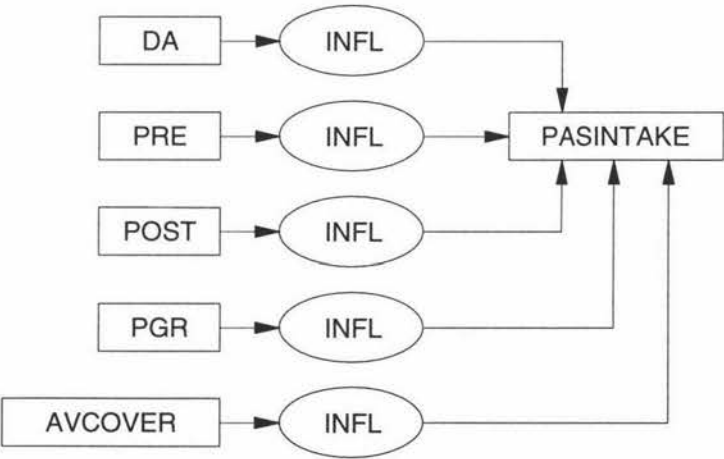 DA INFL
PRE INFL PASINTAKE
POST INFL
PGR INFL
AVCOVER INFL